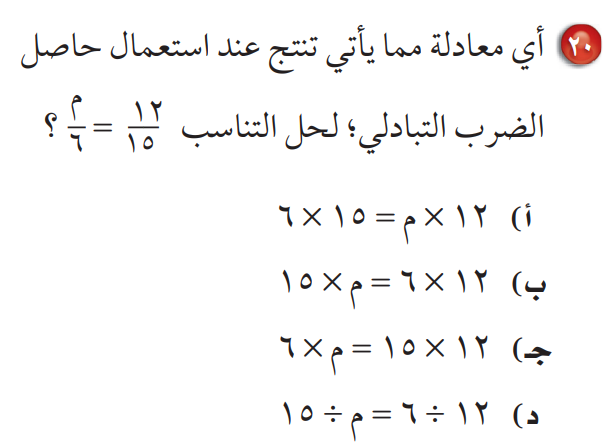 ٢٠ أي معادلة مما يأتي تنتج عند استعمال حاصل
الضرب التبادلي؛ لحل التناسب ١٢/١٥ = م/٦ ؟
أ) ١٢ × م = ١٥ × ٦
ب) ١٢ × ٦ = م × ١٥
جـ) ١٢ × ١٥ = م × ٦
د) ١٢ ÷ ٦ = م ÷ ١٥